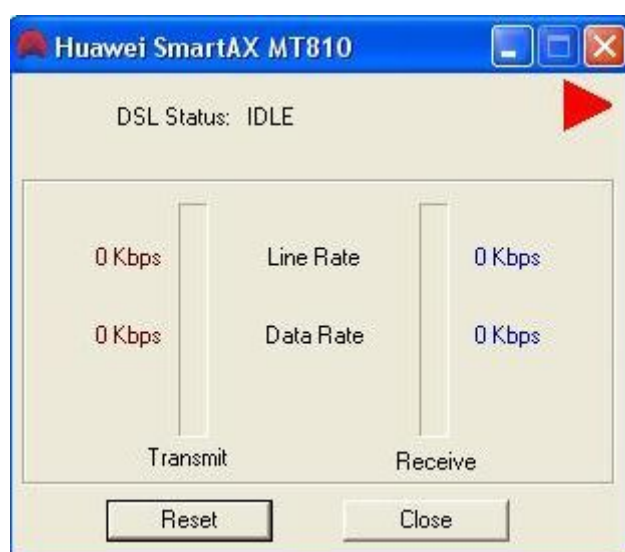 Huawei SmartAX MT810
DSL Status: IDLE
0 Kbps Line Rate 0 Kbps
0 Kbps Data Rate 0 Kbps
Transmit Receive
Reset Close